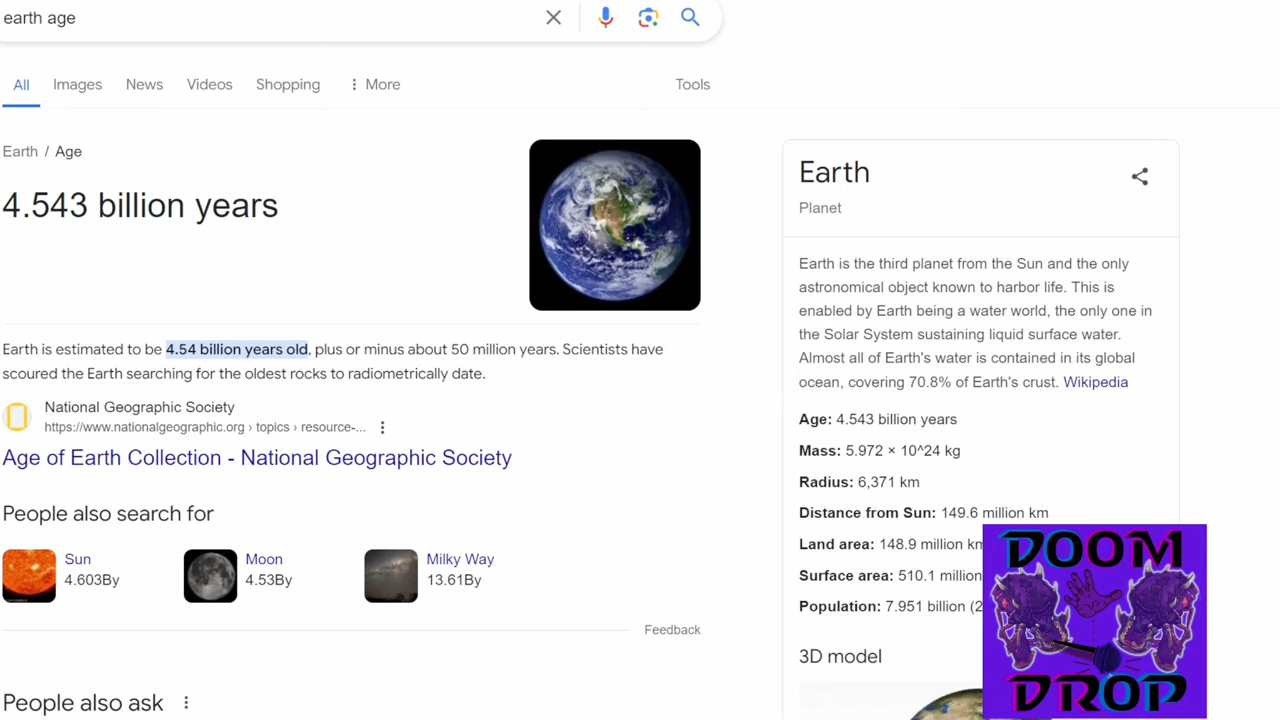 earth age
All
Images
News
Videos
Shopping
More
Tools
Earth / Age
4.543 billion years
Earth is estimated to be 4.54 billion years old, plus or minus about 50 million years. Scientists have
scoured the Earth searching for the oldest rocks to radiometrically date.
National Geographic Society
https://www.nationalgeographic.org › topics › resource-...
Age of Earth Collection - National Geographic Society
People also search for
Sun
4.603By
Moon
4.53By
Milky Way
13.61By
Feedback
People also ask
Earth
Planet
Earth is the third planet from the Sun and the only
astronomical object known to harbor life. This is
enabled by Earth being a water world, the only one in
the Solar System sustaining liquid surface water.
Almost all of Earth's water is contained in its global
ocean, covering 70.8% of Earth's crust. Wikipedia
Age: 4.543 billion years
Mass: 5.972 × 10^24 kg
Radius: 6,371 km
Distance from Sun: 149.6 million km
Land area: 148.9 million km
Surface area: 510.1 million
Population: 7.951 billion (2
3D model
DOOM
DROP